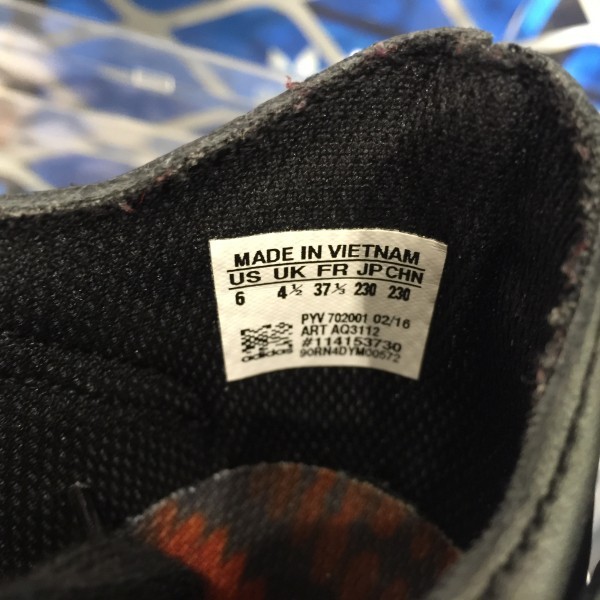 MADE IN VIETNAM
US UK FR JP CHN
6 4½ 37⅓ 230 230
PYV 702001 02/16
ART AQ3112
#114153730
adidas 90RN4DYM00572